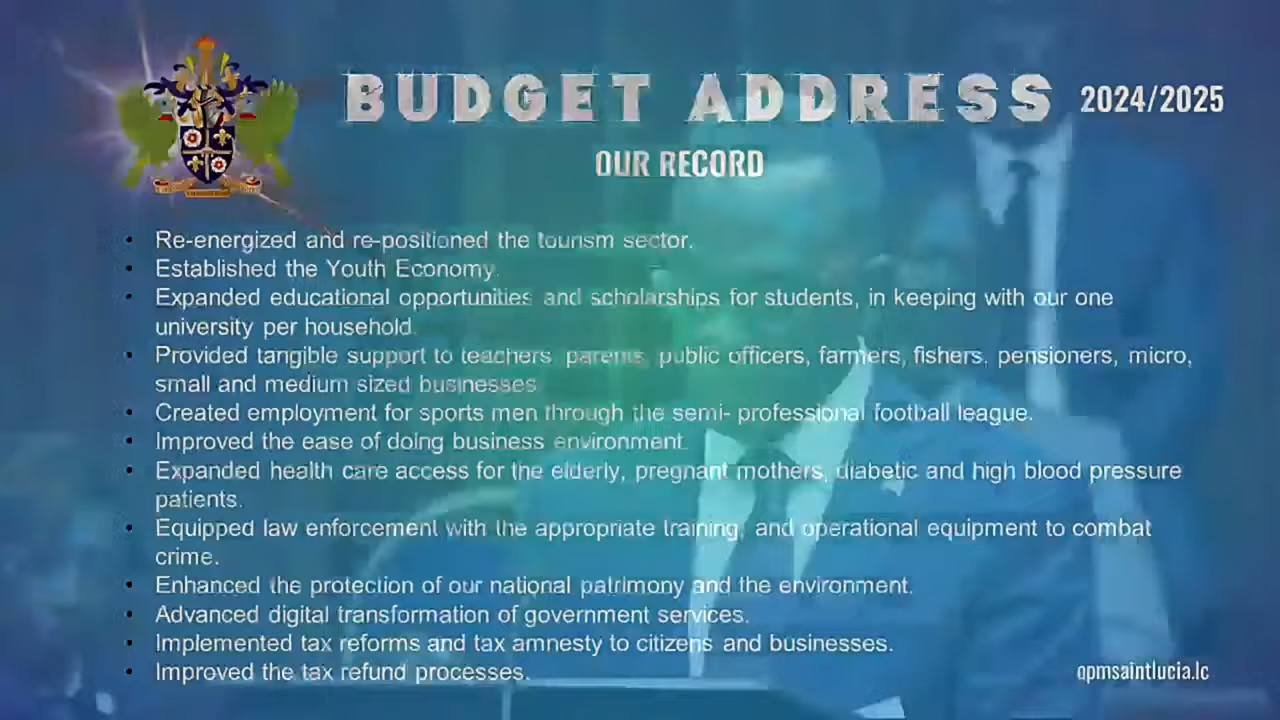 BUDGET ADDRESS 2024/2025
OUR RECORD
• Re-energized and re-positioned the tourism sector.
• Established the Youth Economy.
• Expanded educational opportunities and scholarships for students, in keeping with our one
university per household.
• Provided tangible support to teachers, parents, public officers, farmers, fishers, pensioners, micro,
small and medium sized businesses
• Created employment for sports men through the semi- professional football league.
• Improved the ease of doing business environment.
• Expanded health care access for the elderly, pregnant mothers, diabetic and high blood pressure
patients.
• Equipped law enforcement with the appropriate training, and operational equipment to combat
crime.
• Enhanced the protection of our national patrimony and the environment.
• Advanced digital transformation of government services.
• Implemented tax reforms and tax amnesty to citizens and businesses.
• Improved the tax refund processes.
opmsaintlucia.lc